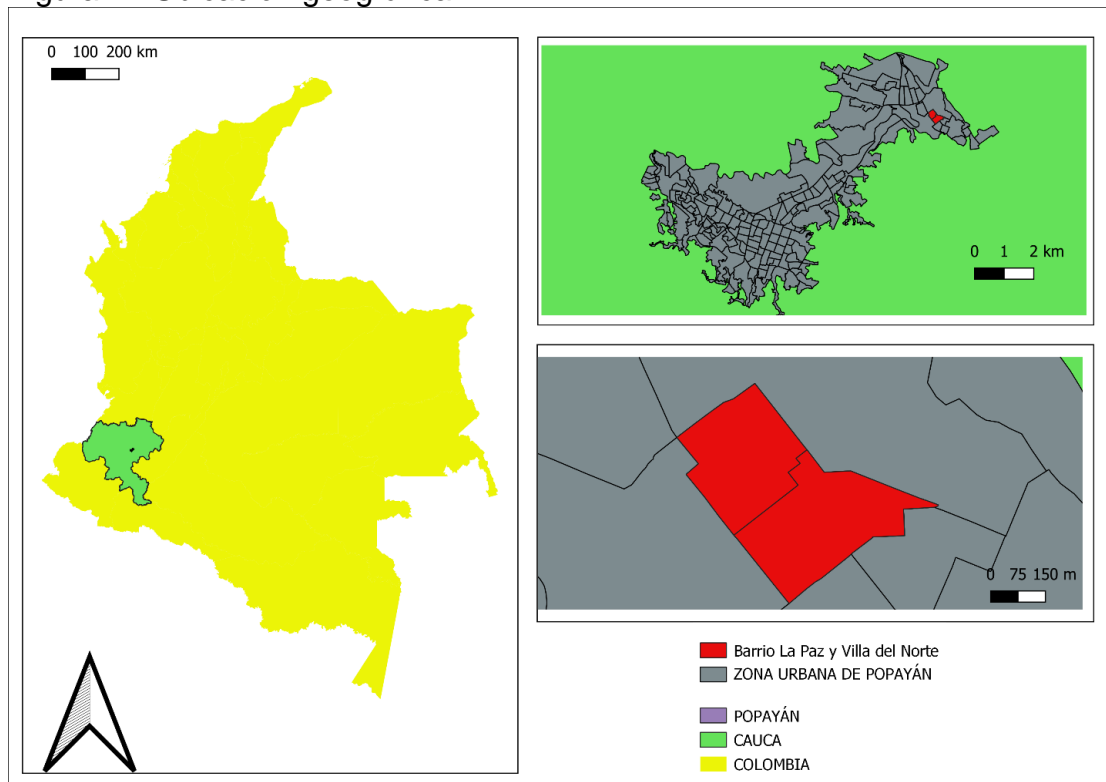 0 100 200 km
0 1 2 km
0 75 150 m
Barrio La Paz y Villa del Norte
ZONA URBANA DE POPAYÁN
POPAYÁN
CAUCA
COLOMBIA